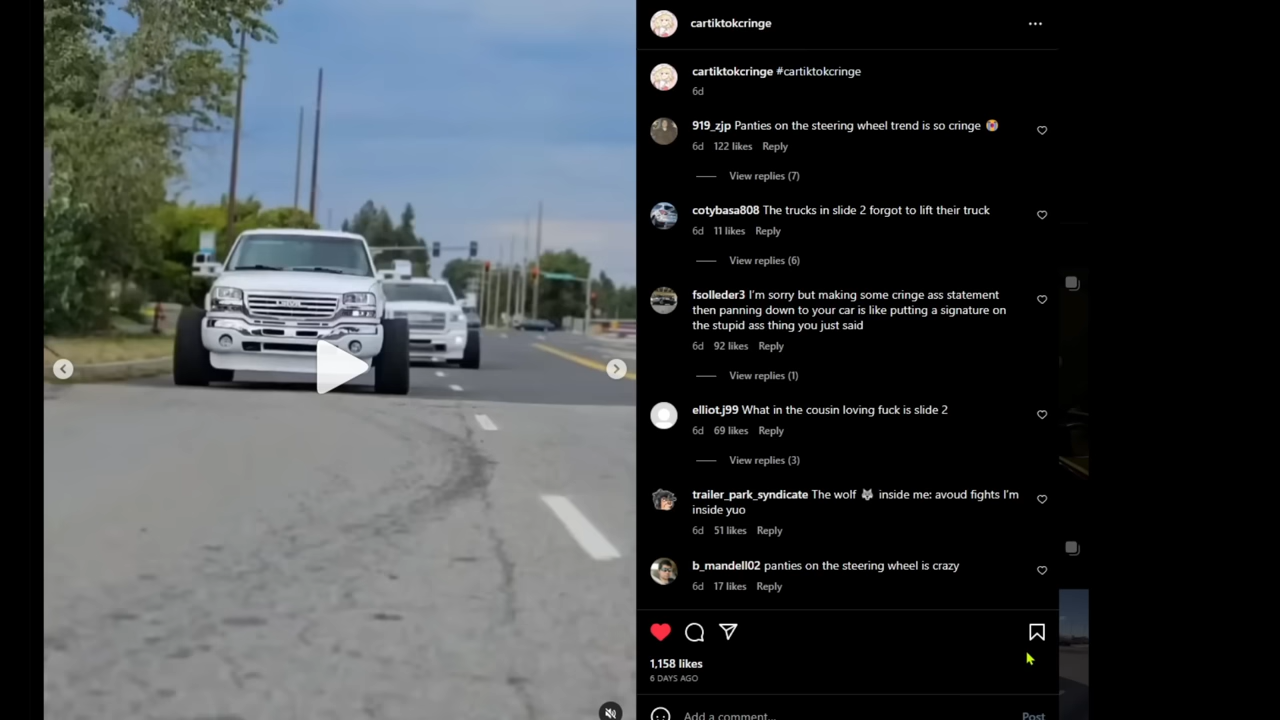 cartiktokcringe
cartiktokcringe #cartiktokcringe
6d
919_zjp Panties on the steering wheel trend is so cringe
6d 122 likes Reply
View replies (7)
cotybasa808 The trucks in slide 2 forgot to lift their truck
6d 11 likes Reply
View replies (6)
fsolleder3 I'm sorry but making some cringe ass statement
then panning down to your car is like putting a signature on
the stupid ass thing you just said
6d 92 likes Reply
View replies (1)
elliot.j99 What in the cousin loving fuck is slide 2
6d 69 likes Reply
View replies (3)
trailer_park_syndicate The wolf 🐺 inside me: avoud fights I'm
inside yuo
6d 51 likes Reply
b_mandell02 panties on the steering wheel is crazy
6d 17 likes Reply
1,158 likes
6 DAYS AGO
Add a comment...
Post